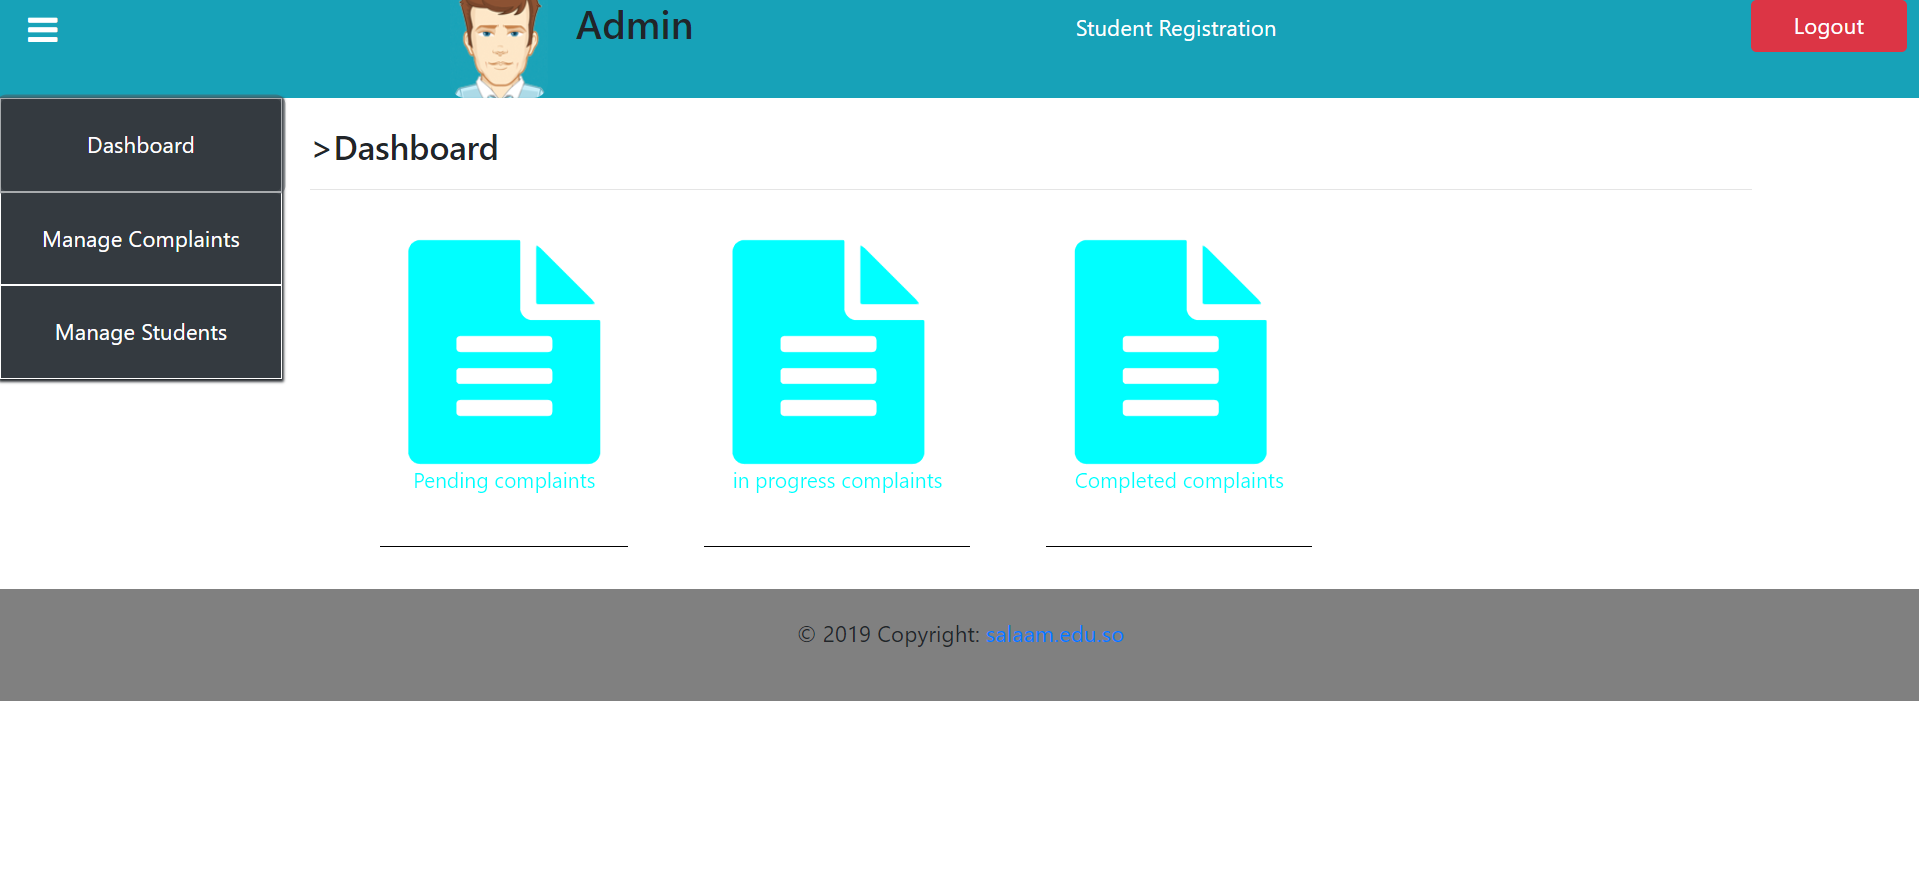 Admin
Student Registration
Logout
Dashboard
Manage Complaints
Manage Students
>Dashboard
Pending complaints
in progress complaints
Completed complaints
© 2019 Copyright: salaam.edu.so